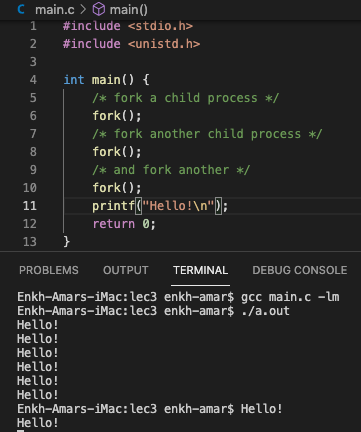 C main.c > main()
1 #include <stdio.h>
2 #include <unistd.h>
3
4 int main() {
5 /* fork a child process */
6 fork();
7 /* fork another child process */
8 fork();
9 /* and fork another */
10 fork();
11 printf("Hello!\n");
12 return 0;
13 }
PROBLEMS OUTPUT TERMINAL DEBUG CONSOLE
Enkh-Amars-iMac:lec3 enkh-amar$ gcc main.c -lm
Enkh-Amars-iMac:lec3 enkh-amar$ ./a.out
Hello!
Hello!
Hello!
Hello!
Hello!
Hello!
Enkh-Amars-iMac:lec3 enkh-amar$ Hello!
Hello!